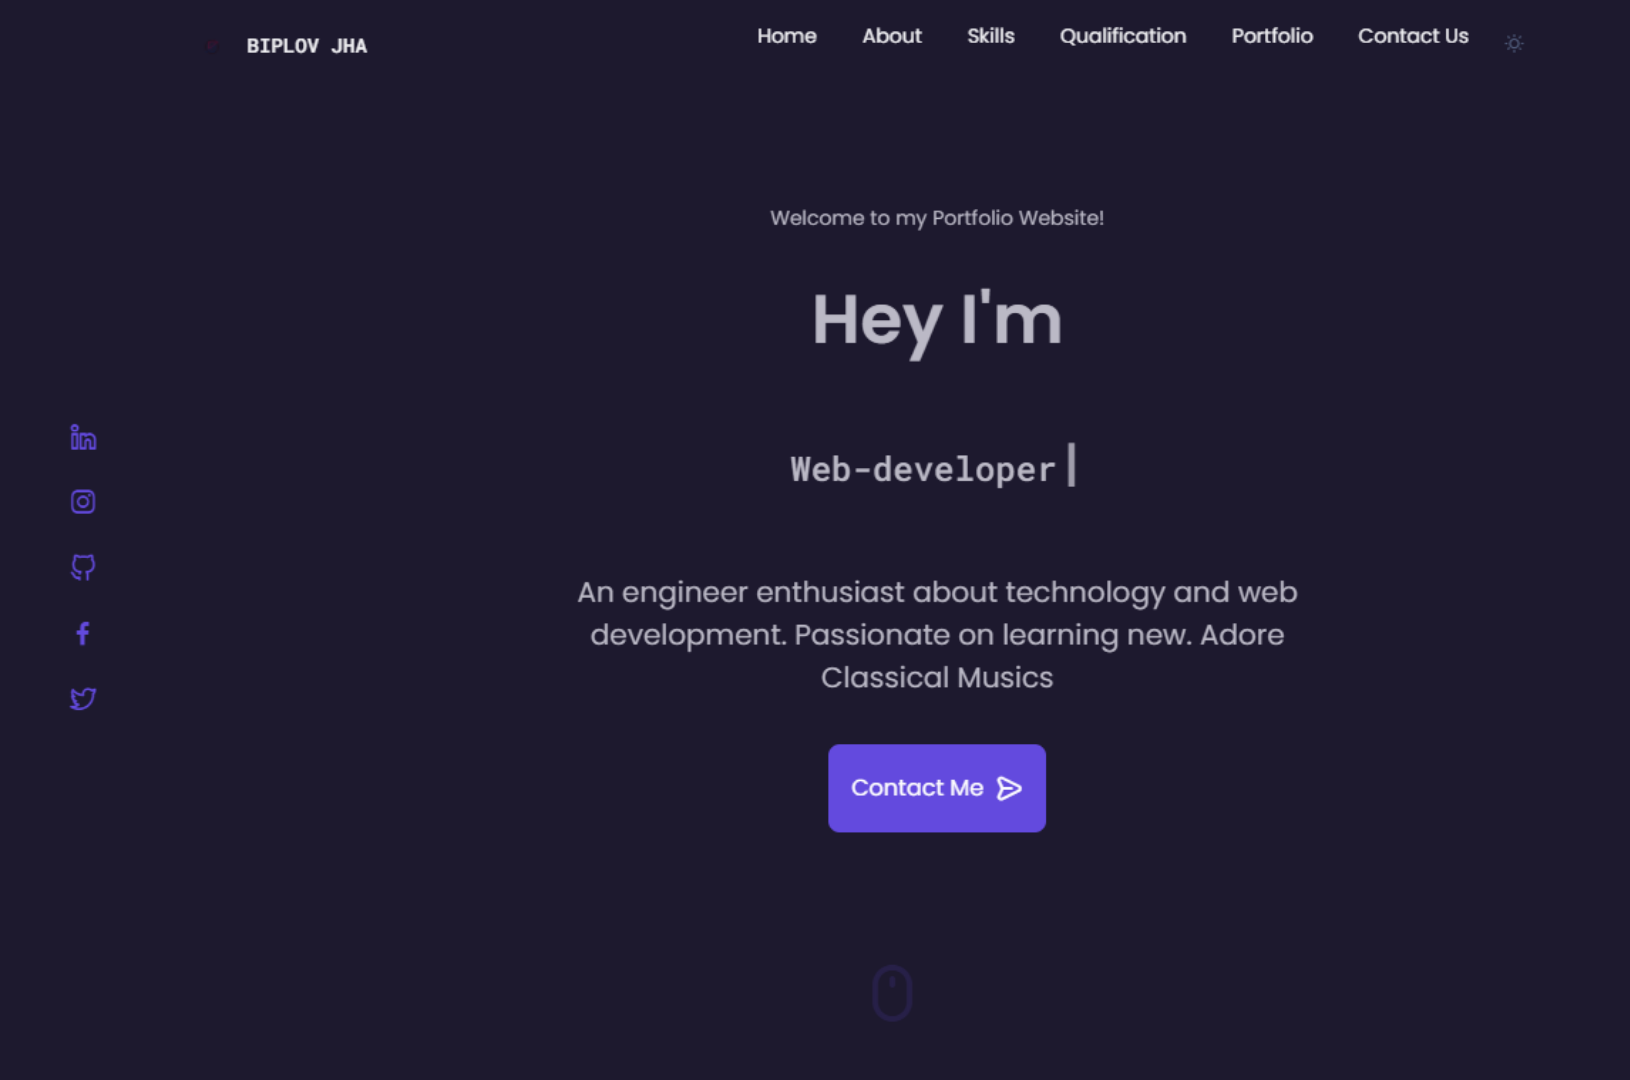 BIPLOV JHA
Home About Skills Qualification Portfolio Contact Us
Welcome to my Portfolio Website!
Hey I'm
Web-developer
An engineer enthusiast about technology and web
development. Passionate on learning new. Adore
Classical Musics
Contact Me